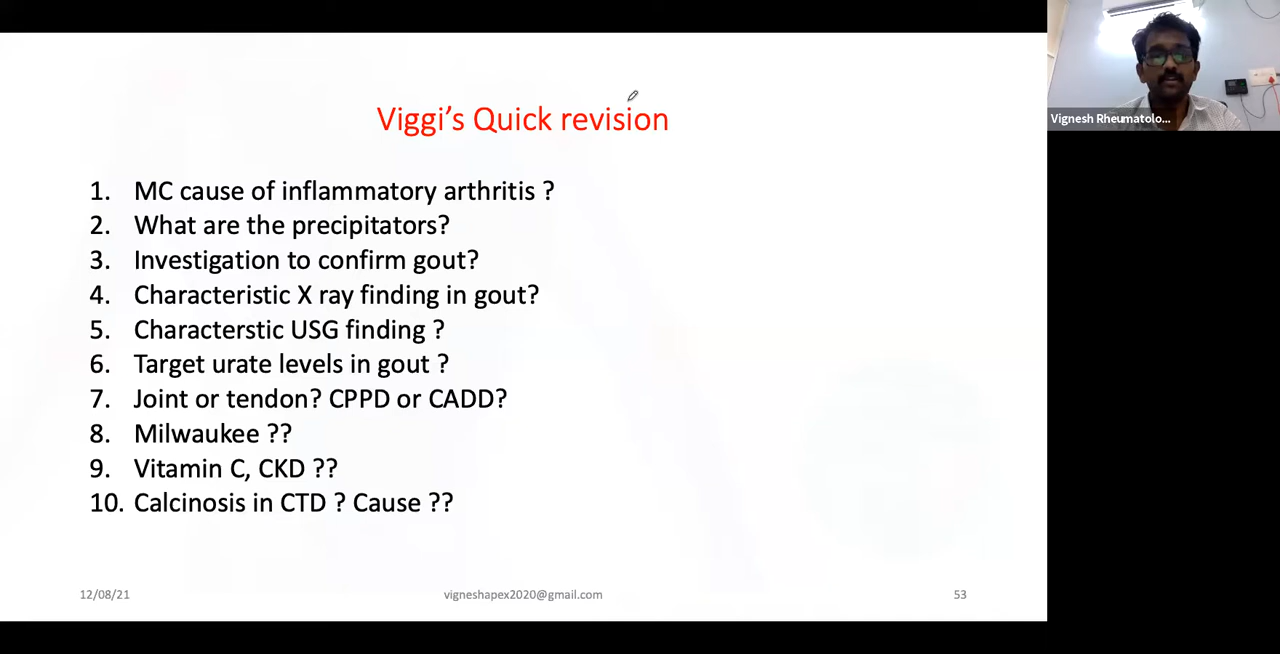 Viggi's Quick revision
1. MC cause of inflammatory arthritis ?
2. What are the precipitators?
3. Investigation to confirm gout?
4. Characteristic X ray finding in gout?
5. Characterstic USG finding ?
6. Target urate levels in gout ?
7. Joint or tendon? CPPD or CADD?
8. Milwaukee ??
9. Vitamin C, CKD ??
10. Calcinosis in CTD ? Cause ??
12/08/21
vigneshapex2020@gmail.com
53
Vignesh Rheumatolo...